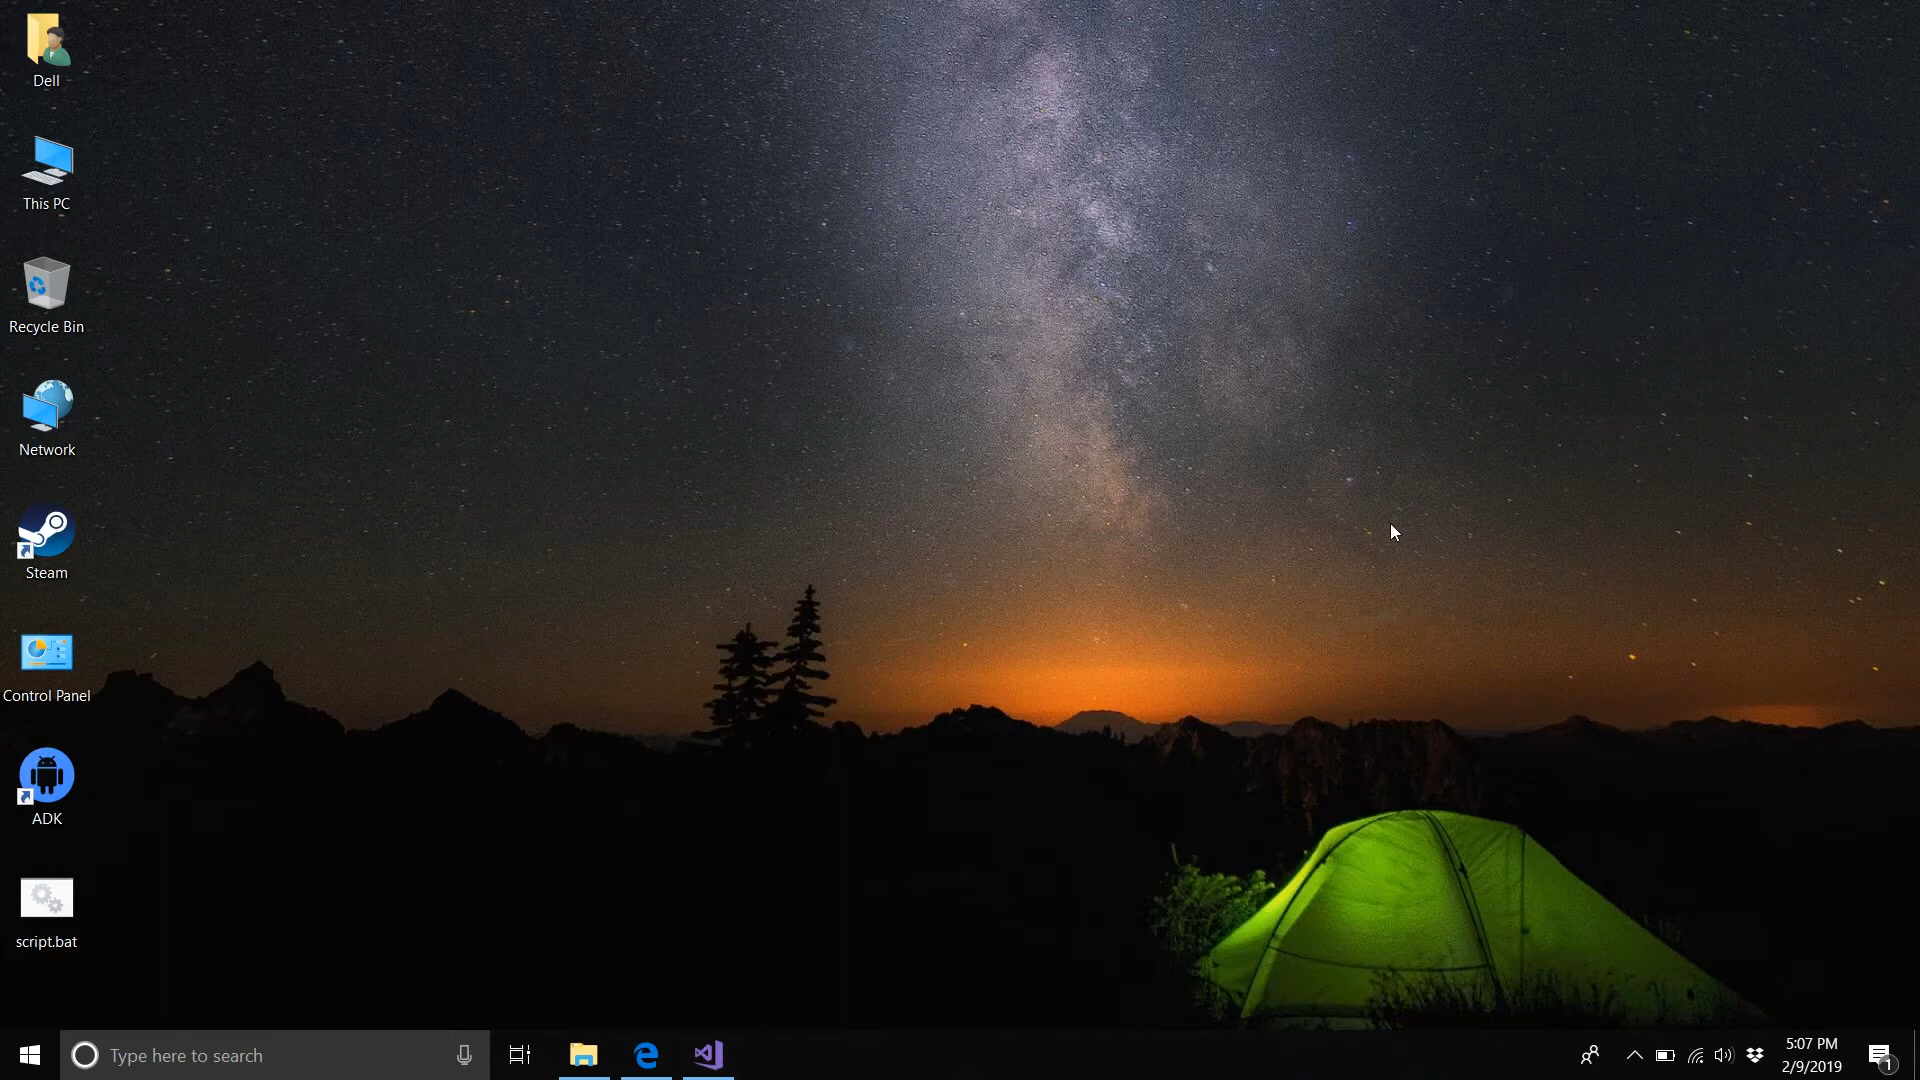 Dell
This PC
Recycle Bin
Network
Steam
Control Panel
ADK
script.bat
Type here to search
5:07 PM
2/9/2019
1